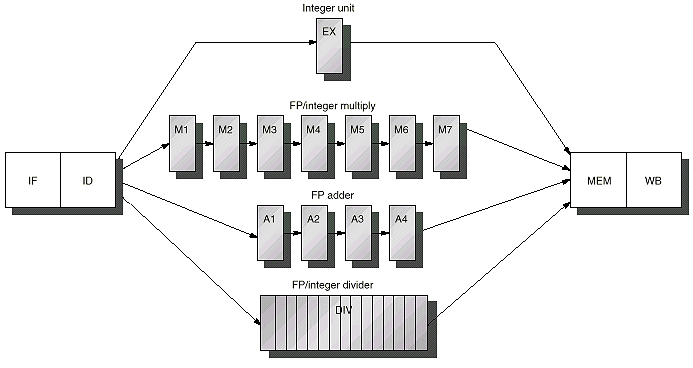 Integer unit
EX
FP/integer multiply
M1 M2 M3 M4 M5 M6 M7
IF ID MEM WB
FP adder
A1 A2 A3 A4
FP/integer divider
DIV